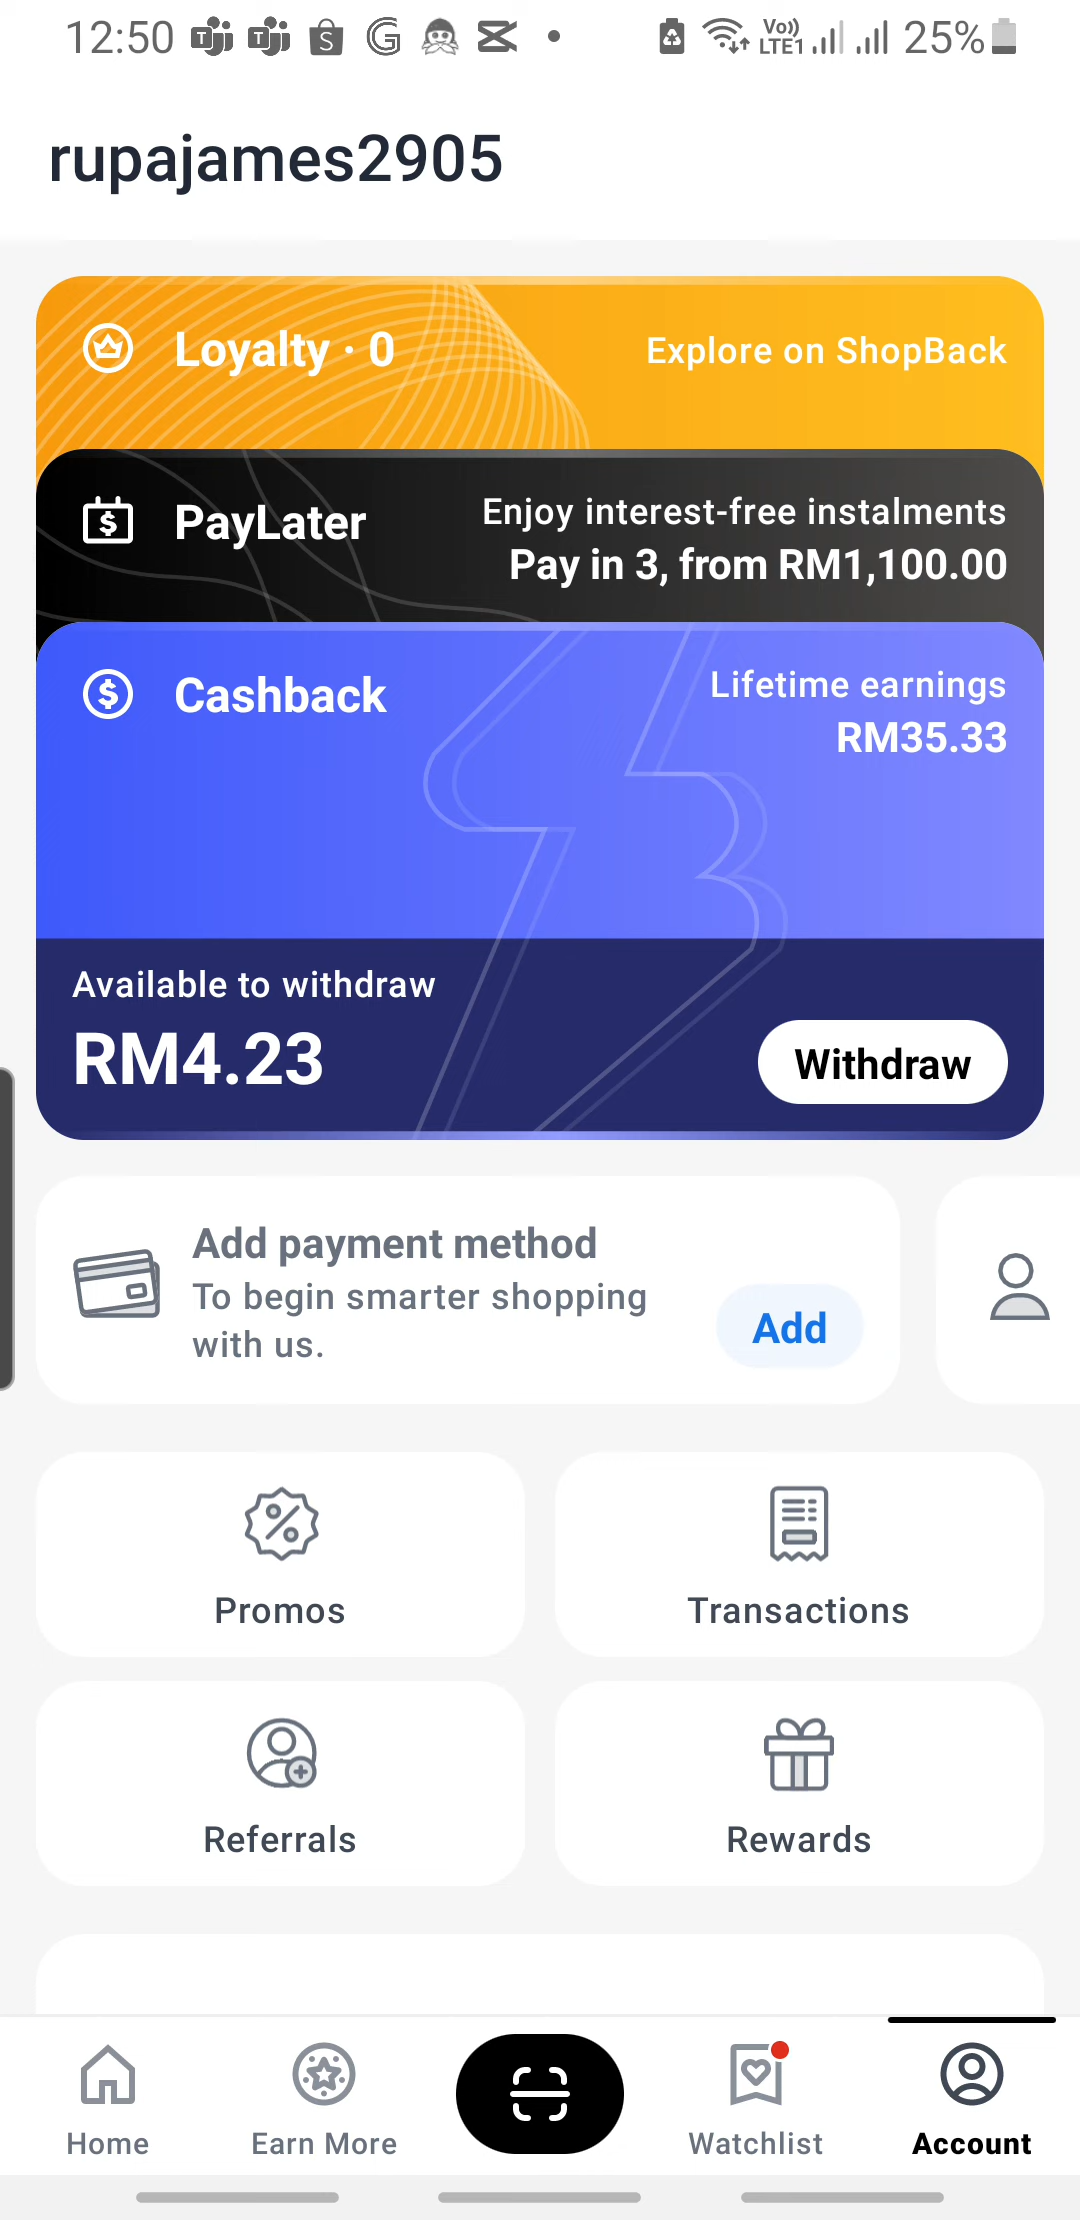 12:50
Vo))
LTE1
25%
rupajames2905
Loyalty · 0
Explore on ShopBack
PayLater
Enjoy interest-free instalments
Pay in 3, from RM1,100.00
Cashback
Lifetime earnings
RM35.33
Available to withdraw
RM4.23
Withdraw
Add payment method
To begin smarter shopping
with us.
Add
Promos
Transactions
Referrals
Rewards
Home
Earn More
Watchlist
Account